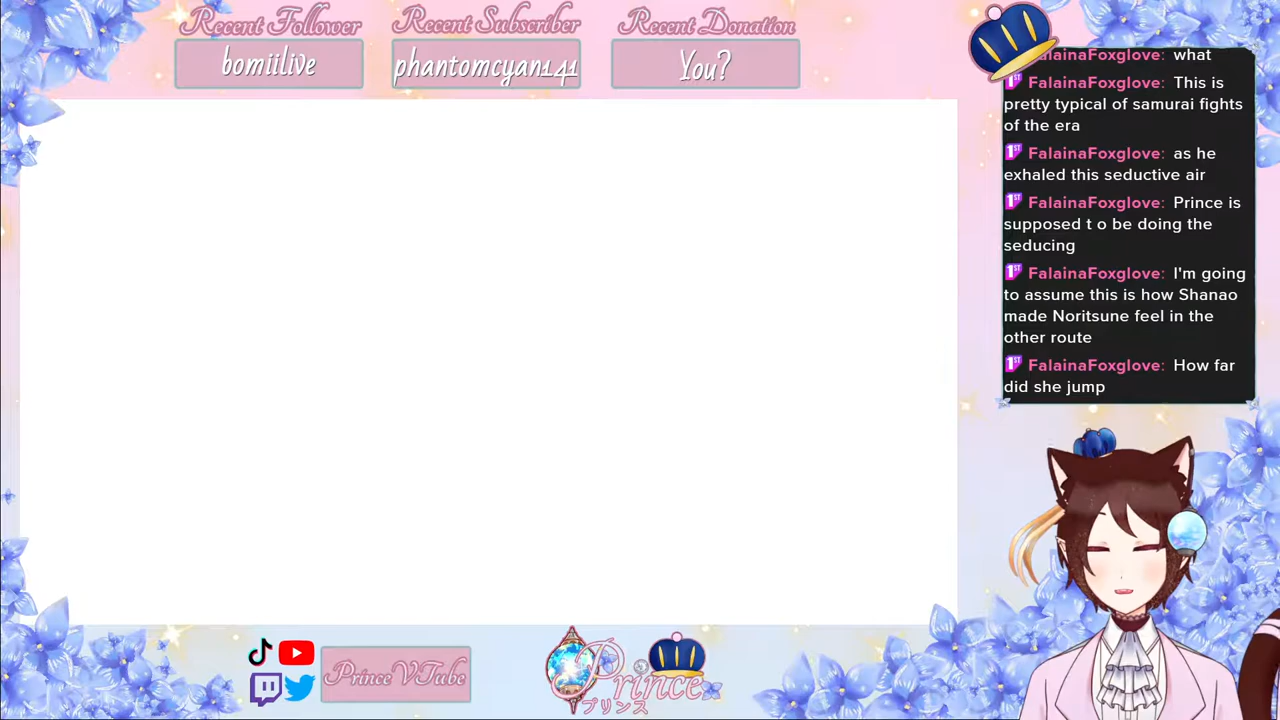 Recent Follower
bomiilive
Recent Subscriber
phantomcyan141
Recent Donation
You?
FalainaFoxglove: what
FalainaFoxglove: This is
pretty typical of samurai fights
of the era
FalainaFoxglove: as he
exhaled this seductive air
FalainaFoxglove: Prince is
supposed t o be doing the
seducing
FalainaFoxglove: I'm going
to assume this is how Shanao
made Noritsune feel in the
other route
FalainaFoxglove: How far
did she jump
Prince VTube
Prince
プリンス